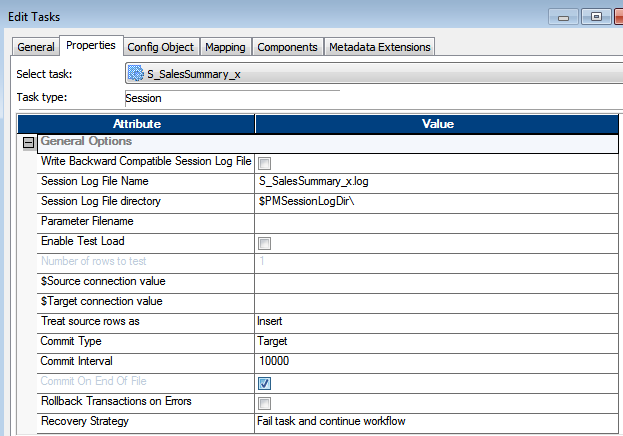 Edit Tasks
General Properties Config Object Mapping Components Metadata Extensions
Select task: S_SalesSummary_x
Task type: Session
Attribute Value
General Options
Write Backward Compatible Session Log File
Session Log File Name S_SalesSummary_x.log
Session Log File directory $PMSessionLogDir\
Parameter Filename
Enable Test Load
Number of rows to test 1
$Source connection value
$Target connection value
Treat source rows as Insert
Commit Type Target
Commit Interval 10000
Commit On End Of File
Rollback Transactions on Errors
Recovery Strategy Fail task and continue workflow